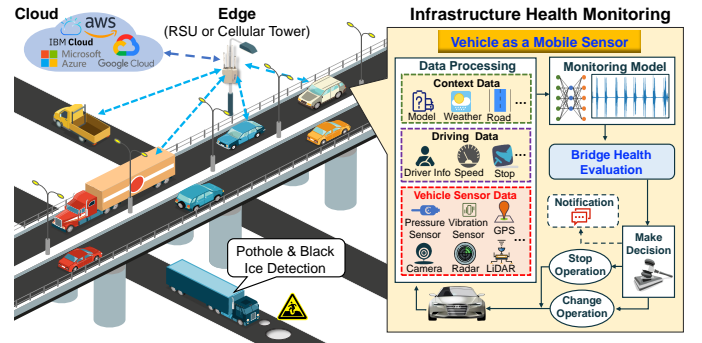 Cloud
aws
IBM Cloud
Microsoft
Azure
Google Cloud
Edge
(RSU or Cellular Tower)
Pothole & Black
Ice Detection
Infrastructure Health Monitoring
Vehicle as a Mobile Sensor
Data Processing
Context Data
Model Weather Road ...
Driving Data
Driver Info Speed Stop ...
Vehicle Sensor Data
Pressure
Sensor
Vibration
Sensor
GPS
...
Camera Radar LiDAR
Monitoring Model
Bridge Health
Evaluation
Notification
Make
Decision
Stop
Operation
Change
Operation